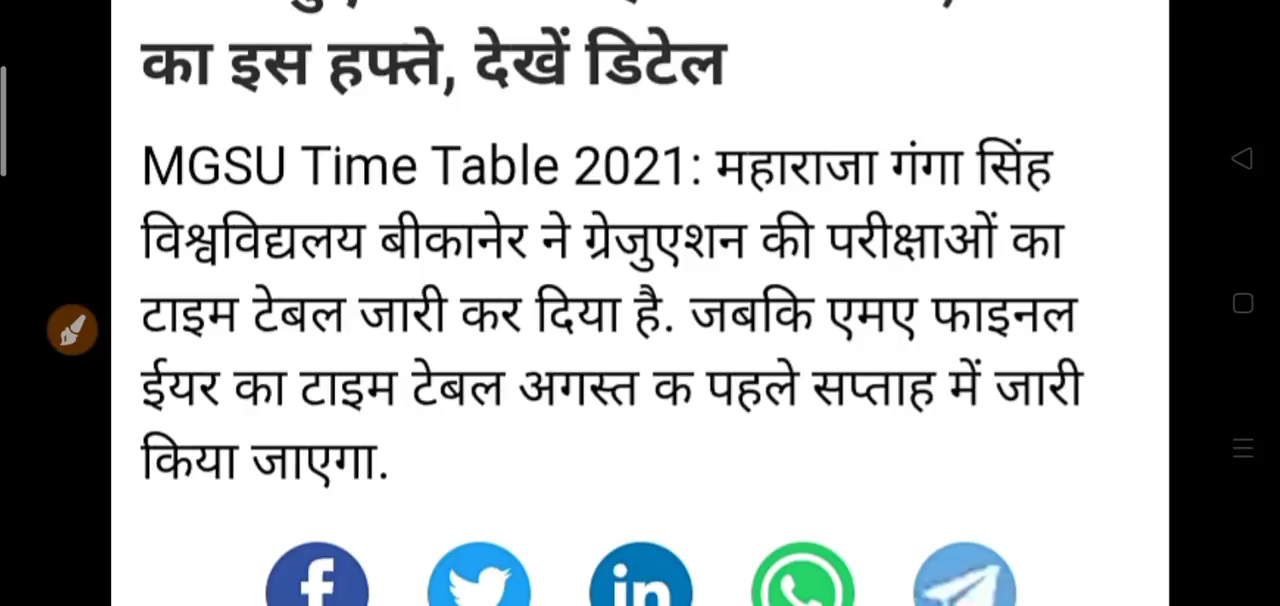 का इस हफ्ते, देखें डिटेल
MGSU Time Table 2021: महाराजा गंगा सिंह
विश्वविद्यलय बीकानेर ने ग्रेजुएशन की परीक्षाओं का
टाइम टेबल जारी कर दिया है. जबकि एमए फाइनल
ईयर का टाइम टेबल अगस्त क पहले सप्ताह में जारी
किया जाएगा.